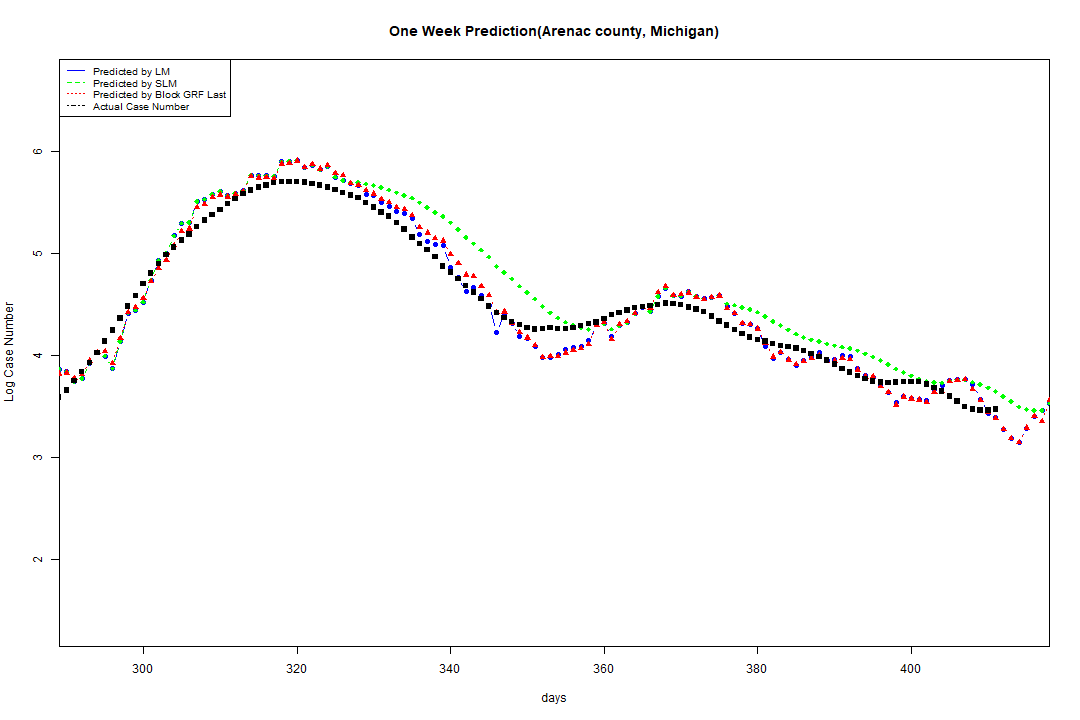 One Week Prediction(Arenac county, Michigan)
Predicted by LM
Predicted by SLM
Predicted by Block GRF Last
Actual Case Number
6
5
4
3
2
Log Case Number
300 320 340 360 380 400
days